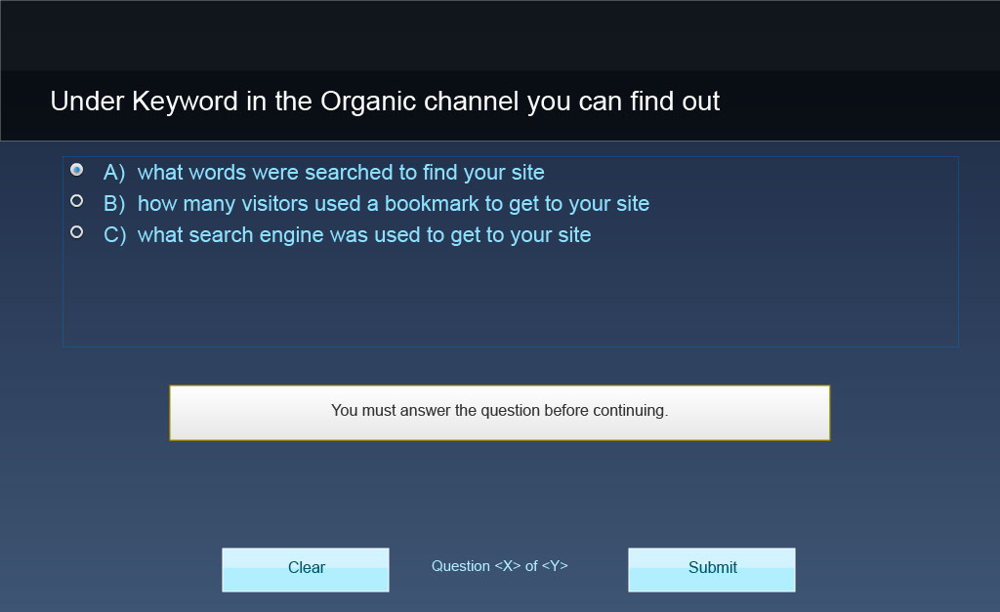 Under Keyword in the Organic channel you can find out
A) what words were searched to find your site
B) how many visitors used a bookmark to get to your site
C) what search engine was used to get to your site
You must answer the question before continuing.
Clear
Question <X> of <Y>
Submit